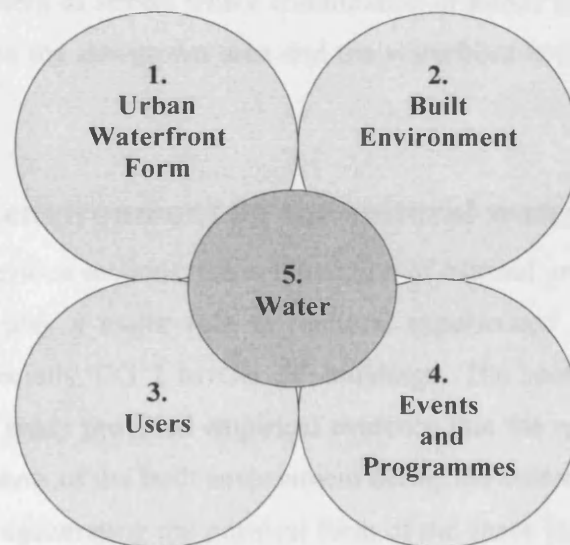 1.
Urban
Waterfront
Form
2.
Built
Environment
5.
Water
3.
Users
4.
Events
and
Programmes